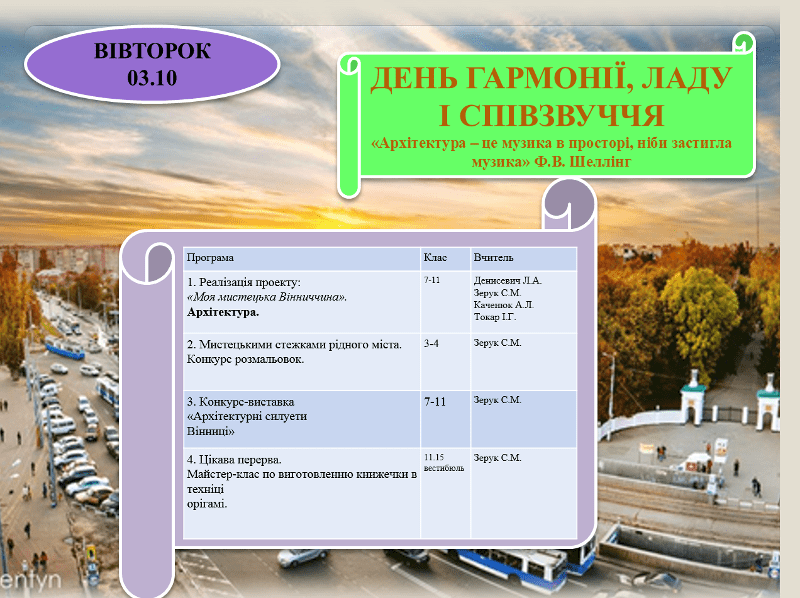 ВІВТОРОК
03.10
ДЕНЬ ГАРМОНІЇ, ЛАДУ
І СПІВЗВУЧЧЯ
«Архітектура – це музика в просторі, ніби застигла
музика» Ф.В. Шеллінг
Програма Клас Вчитель
1. Реалізація проекту:
«Моя мистецька Вінниччина».
Архітектура.
7-11
Денисевич Л.А.
Зерук С.М.
Каченюк А.Л.
Токар І.Г.
2. Мистецькими стежками рідного міста.
Конкурс розмальовок.
3-4
Зерук С.М.
3. Конкурс-виставка
«Архітектурні силуети
Вінниці»
7-11
Зерук С.М.
4. Цікава перерва.
Майстер-клас по виготовленню книжечки в
техніці
орігамі.
11.15
вестибюль
Зерук С.М.
entyn